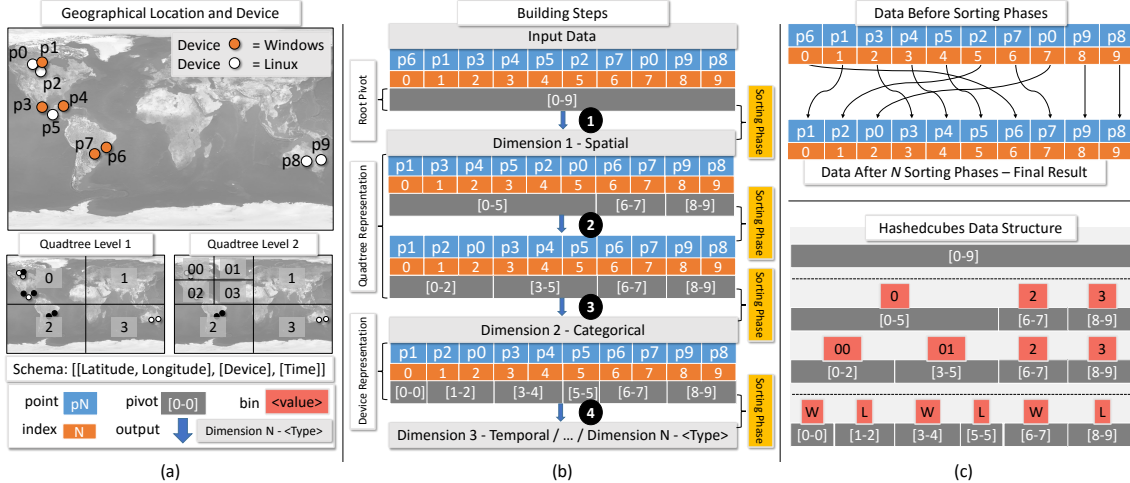 Geographical Location and Device
p0
p1
p2
p3
p4
p5
p7
p6
p8
p9
Device = Windows
Device = Linux
Quadtree Level 1
0 1
2 3
Quadtree Level 2
00 01 1
02 03
2 3
Schema: [[Latitude, Longitude], [Device], [Time]]
point pN pivot [0-0] bin <value>
index N output Dimension N - <Type>
(a)
Building Steps
Input Data
p6 p1 p3 p4 p5 p2 p7 p0 p9 p8
0 1 2 3 4 5 6 7 8 9
[0-9]
Root Pivot
1
Sorting Phase
Dimension 1 - Spatial
p1 p3 p4 p5 p2 p0 p6 p7 p9 p8
0 1 2 3 4 5 6 7 8 9
[0-5] [6-7] [8-9]
Quadtree Representation
2
Sorting Phase
p1 p2 p0 p3 p4 p5 p6 p7 p9 p8
0 1 2 3 4 5 6 7 8 9
[0-2] [3-5] [6-7] [8-9]
3
Sorting Phase
Dimension 2 - Categorical
p1 p2 p0 p3 p4 p5 p6 p7 p9 p8
0 1 2 3 4 5 6 7 8 9
[0-0] [1-2] [3-4] [5-5] [6-7] [8-9]
Device Representation
4
Sorting Phase
Dimension 3 - Temporal / ... / Dimension N - <Type>
(b)
Data Before Sorting Phases
p6 p1 p3 p4 p5 p2 p7 p0 p9 p8
0 1 2 3 4 5 6 7 8 9
p1 p2 p0 p3 p4 p5 p6 p7 p9 p8
0 1 2 3 4 5 6 7 8 9
Data After N Sorting Phases – Final Result
Hashedcubes Data Structure
[0-9]
0 2 3
[0-5] [6-7] [8-9]
00 01 2 3
[0-2] [3-5] [6-7] [8-9]
W L W L W L
[0-0] [1-2] [3-4] [5-5] [6-7] [8-9]
(c)